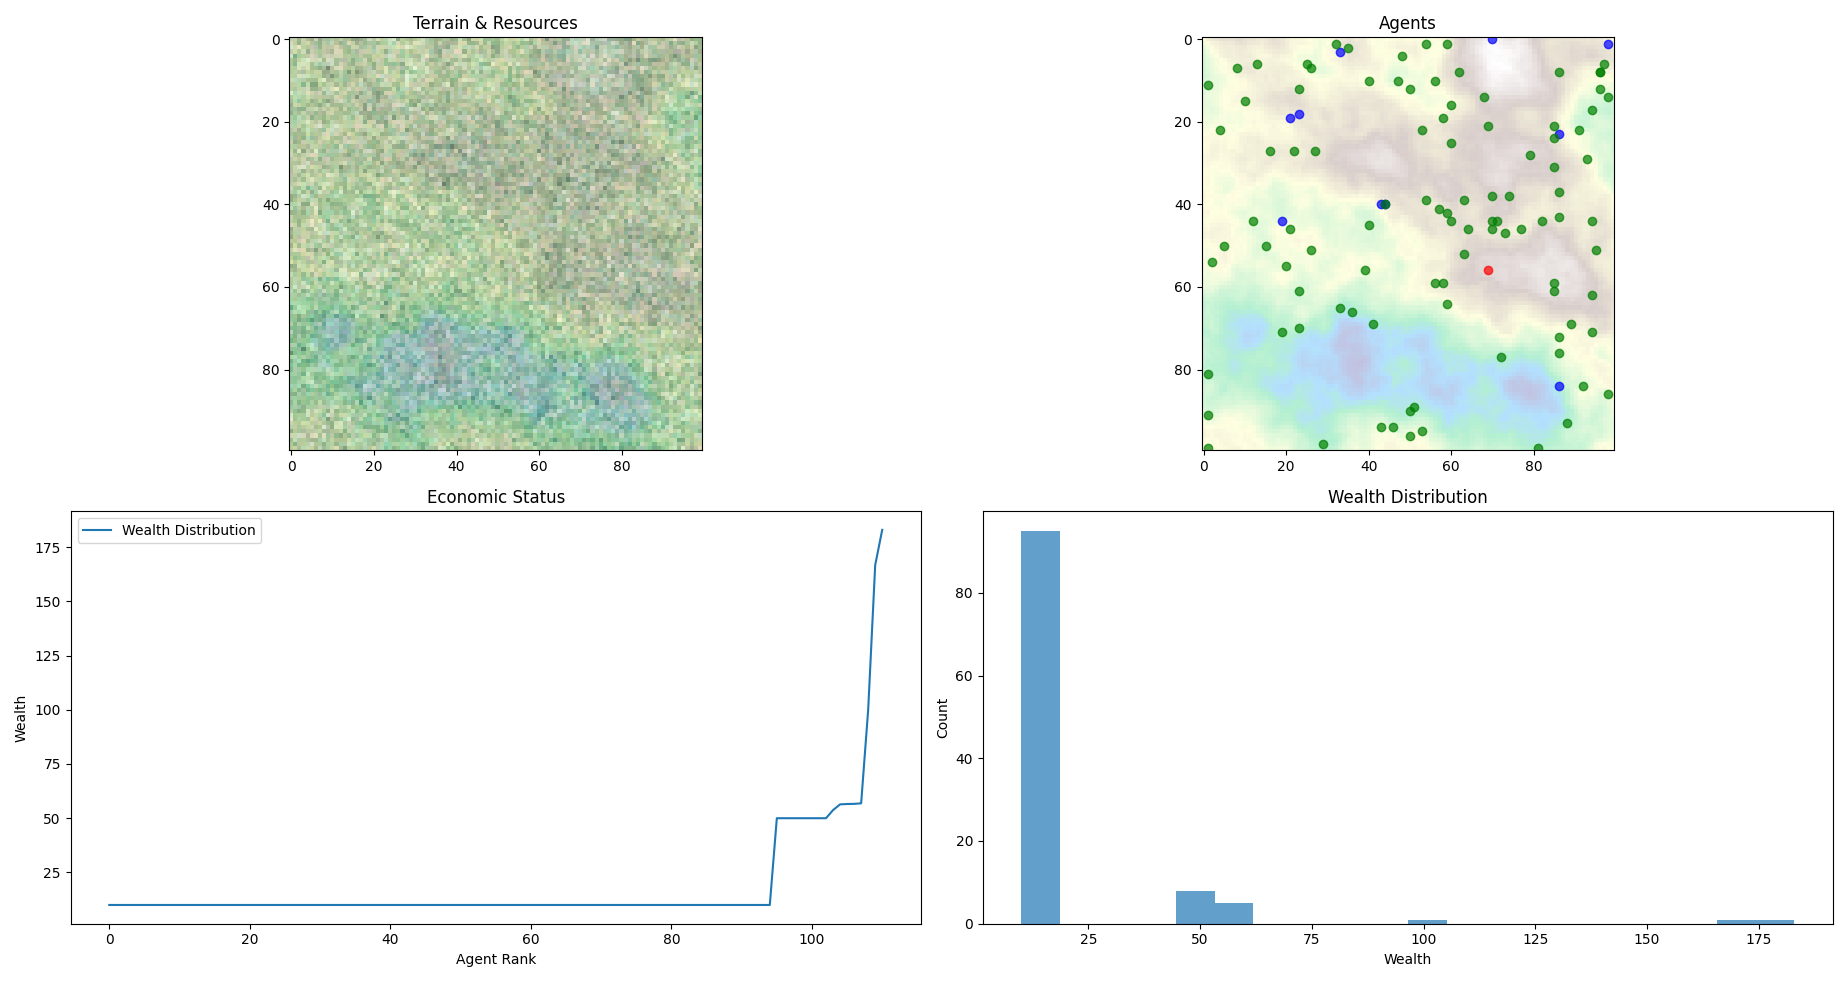 Terrain & Resources
0
20
40
60
80
0 20 40 60 80
Agents
0
20
40
60
80
0 20 40 60 80
Economic Status
Wealth Distribution
175
150
125
100
75
50
25
Wealth
0 20 40 60 80 100
Agent Rank
Wealth Distribution
80
60
40
20
0
Count
25 50 75 100 125 150 175
Wealth